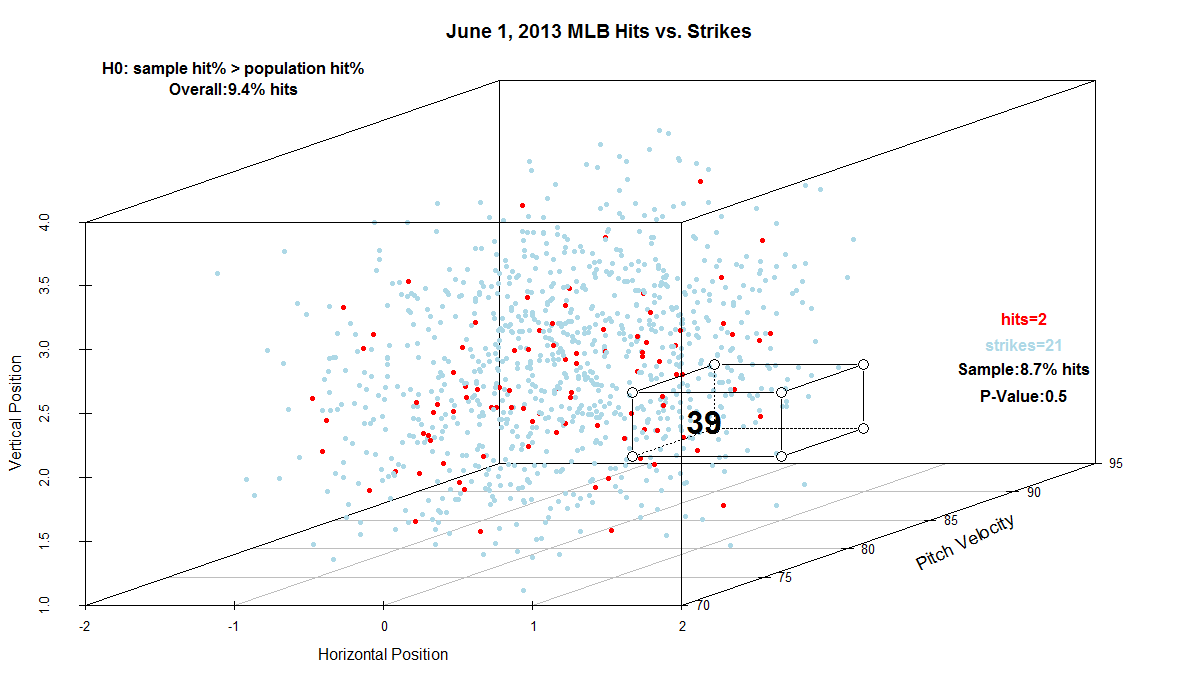 June 1, 2013 MLB Hits vs. Strikes
H0: sample hit% > population hit%
Overall:9.4% hits
hits=2
strikes=21
Sample:8.7% hits
P-Value:0.5
39
Vertical Position
4.0
3.5
3.0
2.5
2.0
1.5
1.0
-2
-1
0
1
2
Horizontal Position
95
90
85
80
75
70
Pitch Velocity